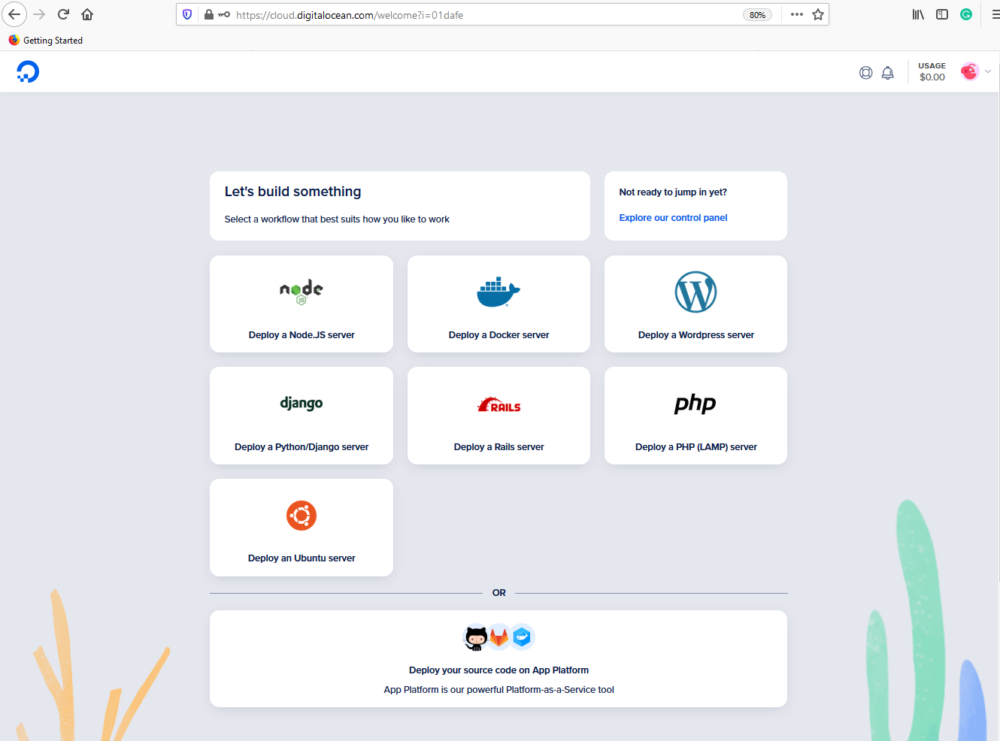 https://cloud.digitalocean.com/welcome?i=01dafe
80%
Getting Started
USAGE
$0.00
Let's build something
Select a workflow that best suits how you like to work
Not ready to jump in yet?
Explore our control panel
node
JS
Deploy a Node.JS server
Deploy a Docker server
W
Deploy a Wordpress server
django
Deploy a Python/Django server
RAILS
Deploy a Rails server
php
Deploy a PHP (LAMP) server
Deploy an Ubuntu server
OR
Deploy your source code on App Platform
App Platform is our powerful Platform-as-a-Service tool